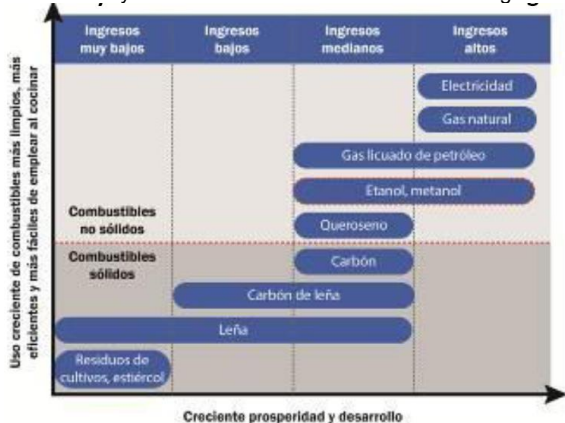 Ingresos muy bajos
Ingresos bajos
Ingresos medianos
Ingresos altos
Uso creciente de combustibles más limpios, más
eficientes y más fáciles de emplear al cocinar
Electricidad
Gas natural
Gas licuado de petróleo
Etanol, metanol
Combustibles
no sólidos
Queroseno
Combustibles
sólidos
Carbón
Carbón de leña
Leña
Residuos de
cultivos, estiércol
Creciente prosperidad y desarrollo